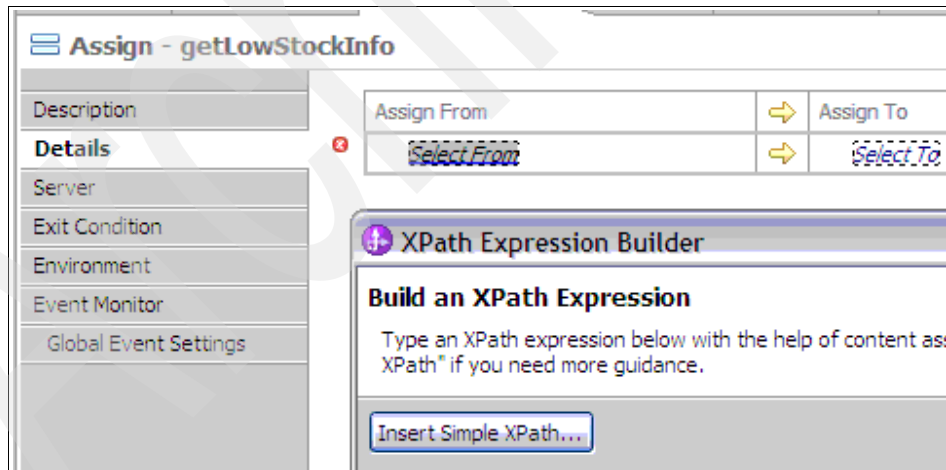 Assign - getLowStockInfo
Description
Details
Server
Exit Condition
Environment
Event Monitor
Global Event Settings
Assign From
Assign To
Select From
Select To
XPath Expression Builder
Build an XPath Expression
Type an XPath expression below with the help of content ass
XPath" if you need more guidance.
Insert Simple XPath...